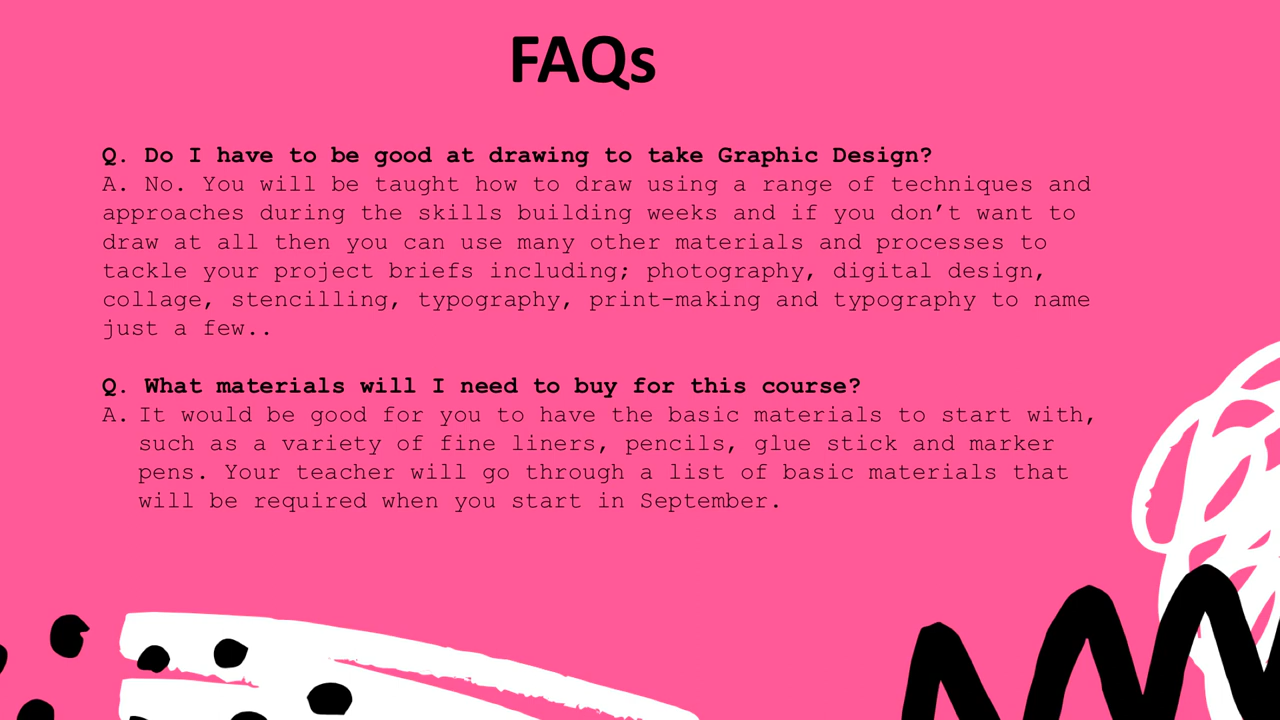 FAQs
Q. Do I have to be good at drawing to take Graphic Design?
A. No. You will be taught how to draw using a range of techniques and
approaches during the skills building weeks and if you don’t want to
draw at all then you can use many other materials and processes to
tackle your project briefs including; photography, digital design,
collage, stencilling, typography, print-making and typography to name
just a few..
Q. What materials will I need to buy for this course?
A. It would be good for you to have the basic materials to start with,
such as a variety of fine liners, pencils, glue stick and marker
pens. Your teacher will go through a list of basic materials that
will be required when you start in September.